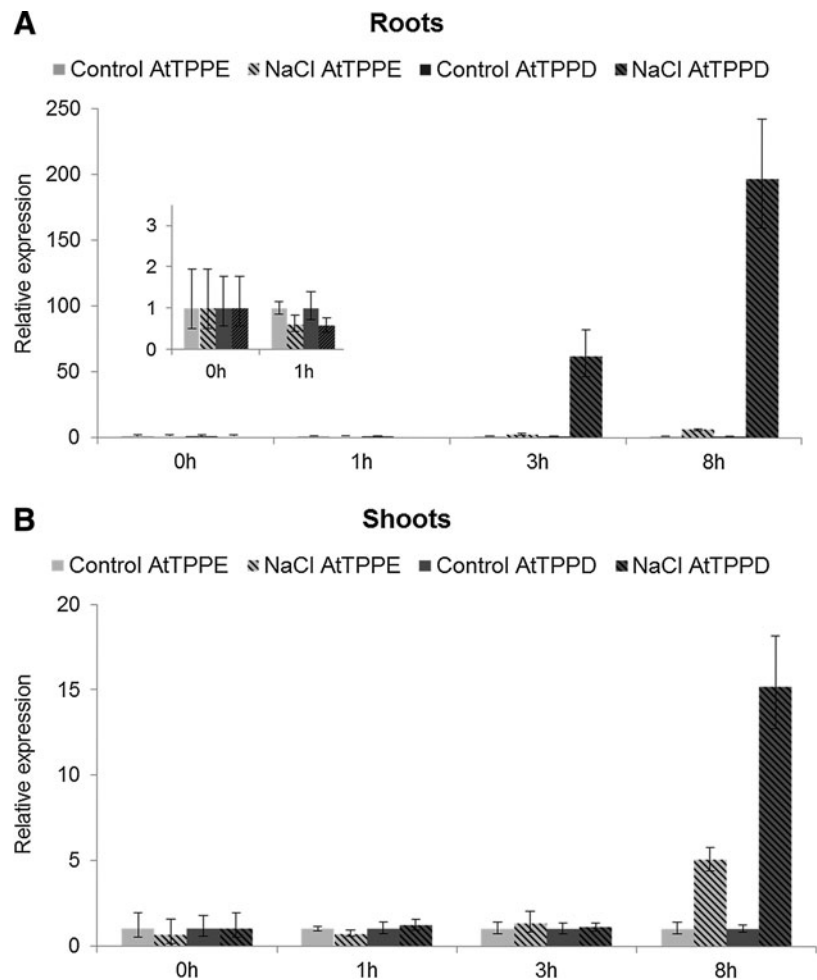 A
Roots
Control AtTPPE NaCl AtTPPE Control AtTPPD NaCl AtTPPD
Relative expression
250
200
150
100
50
0
3
2
1
0
0h 1h
0h 1h 3h 8h
B
Shoots
Control AtTPPE NaCl AtTPPE Control AtTPPD NaCl AtTPPD
Relative expression
20
15
10
5
0
0h 1h 3h 8h